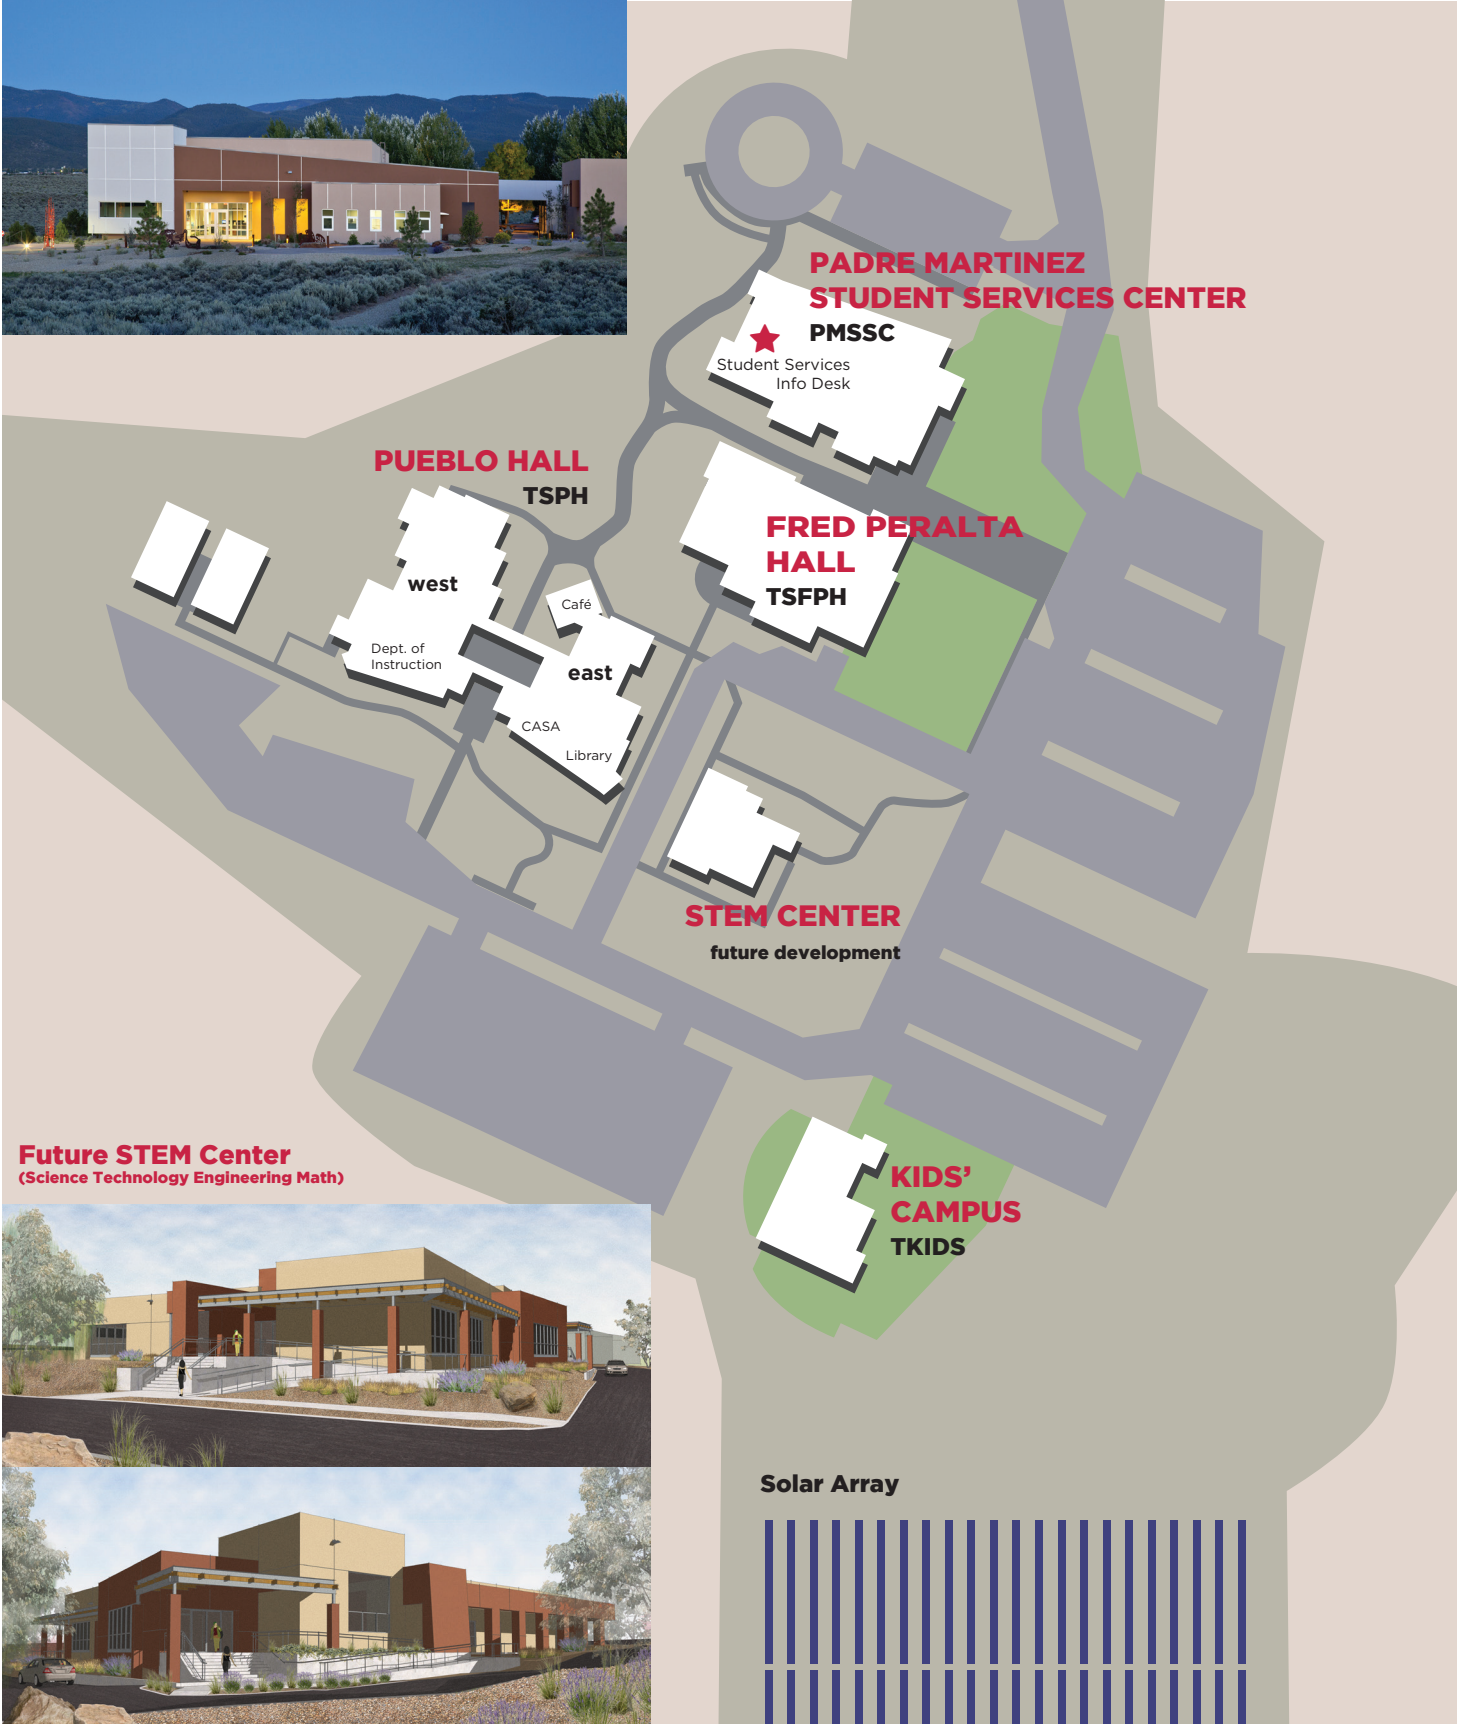 PADRE MARTINEZ
STUDENT SERVICES CENTER
PMSSC
Student Services
Info Desk
PUEBLO HALL
TSPH
FRED PERALTA
HALL
TSFPH
west
Café
Dept. of
Instruction
east
CASA
Library
STEM CENTER
future development
Future STEM Center
(Science Technology Engineering Math)
KIDS’
CAMPUS
TKIDS
Solar Array